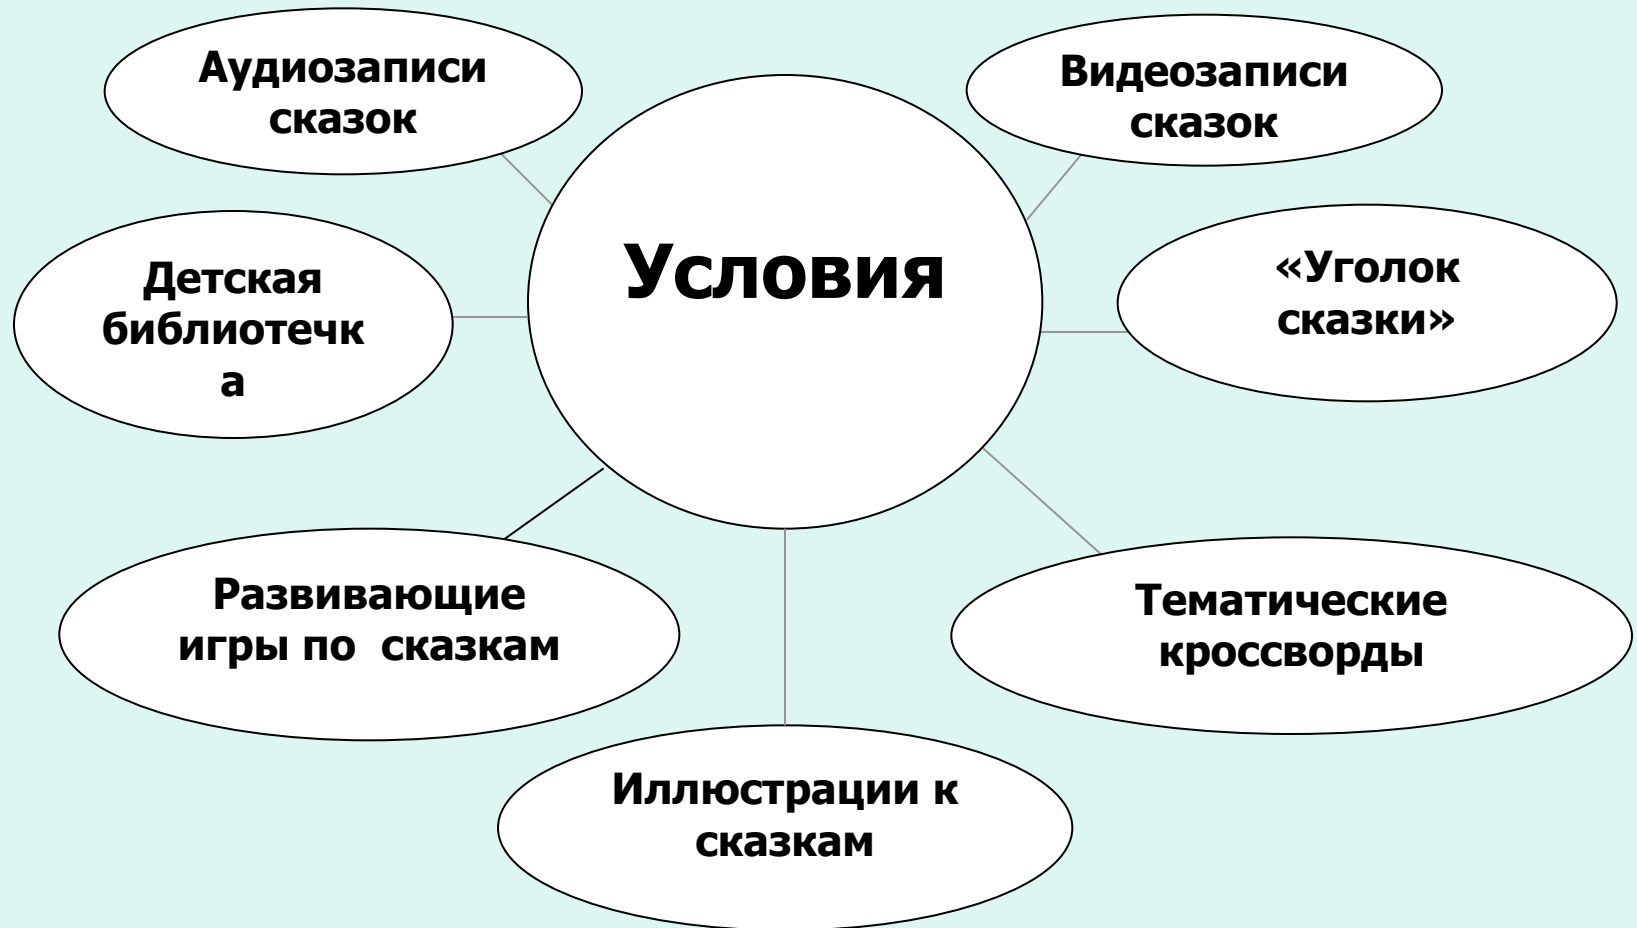 Аудиозаписи
сказок
Видеозаписи
сказок
Условия
Детская
библиотечк
а
«Уголок
сказки»
Развивающие
игры по  сказкам
Тематические
кроссворды
Иллюстрации к
сказкам